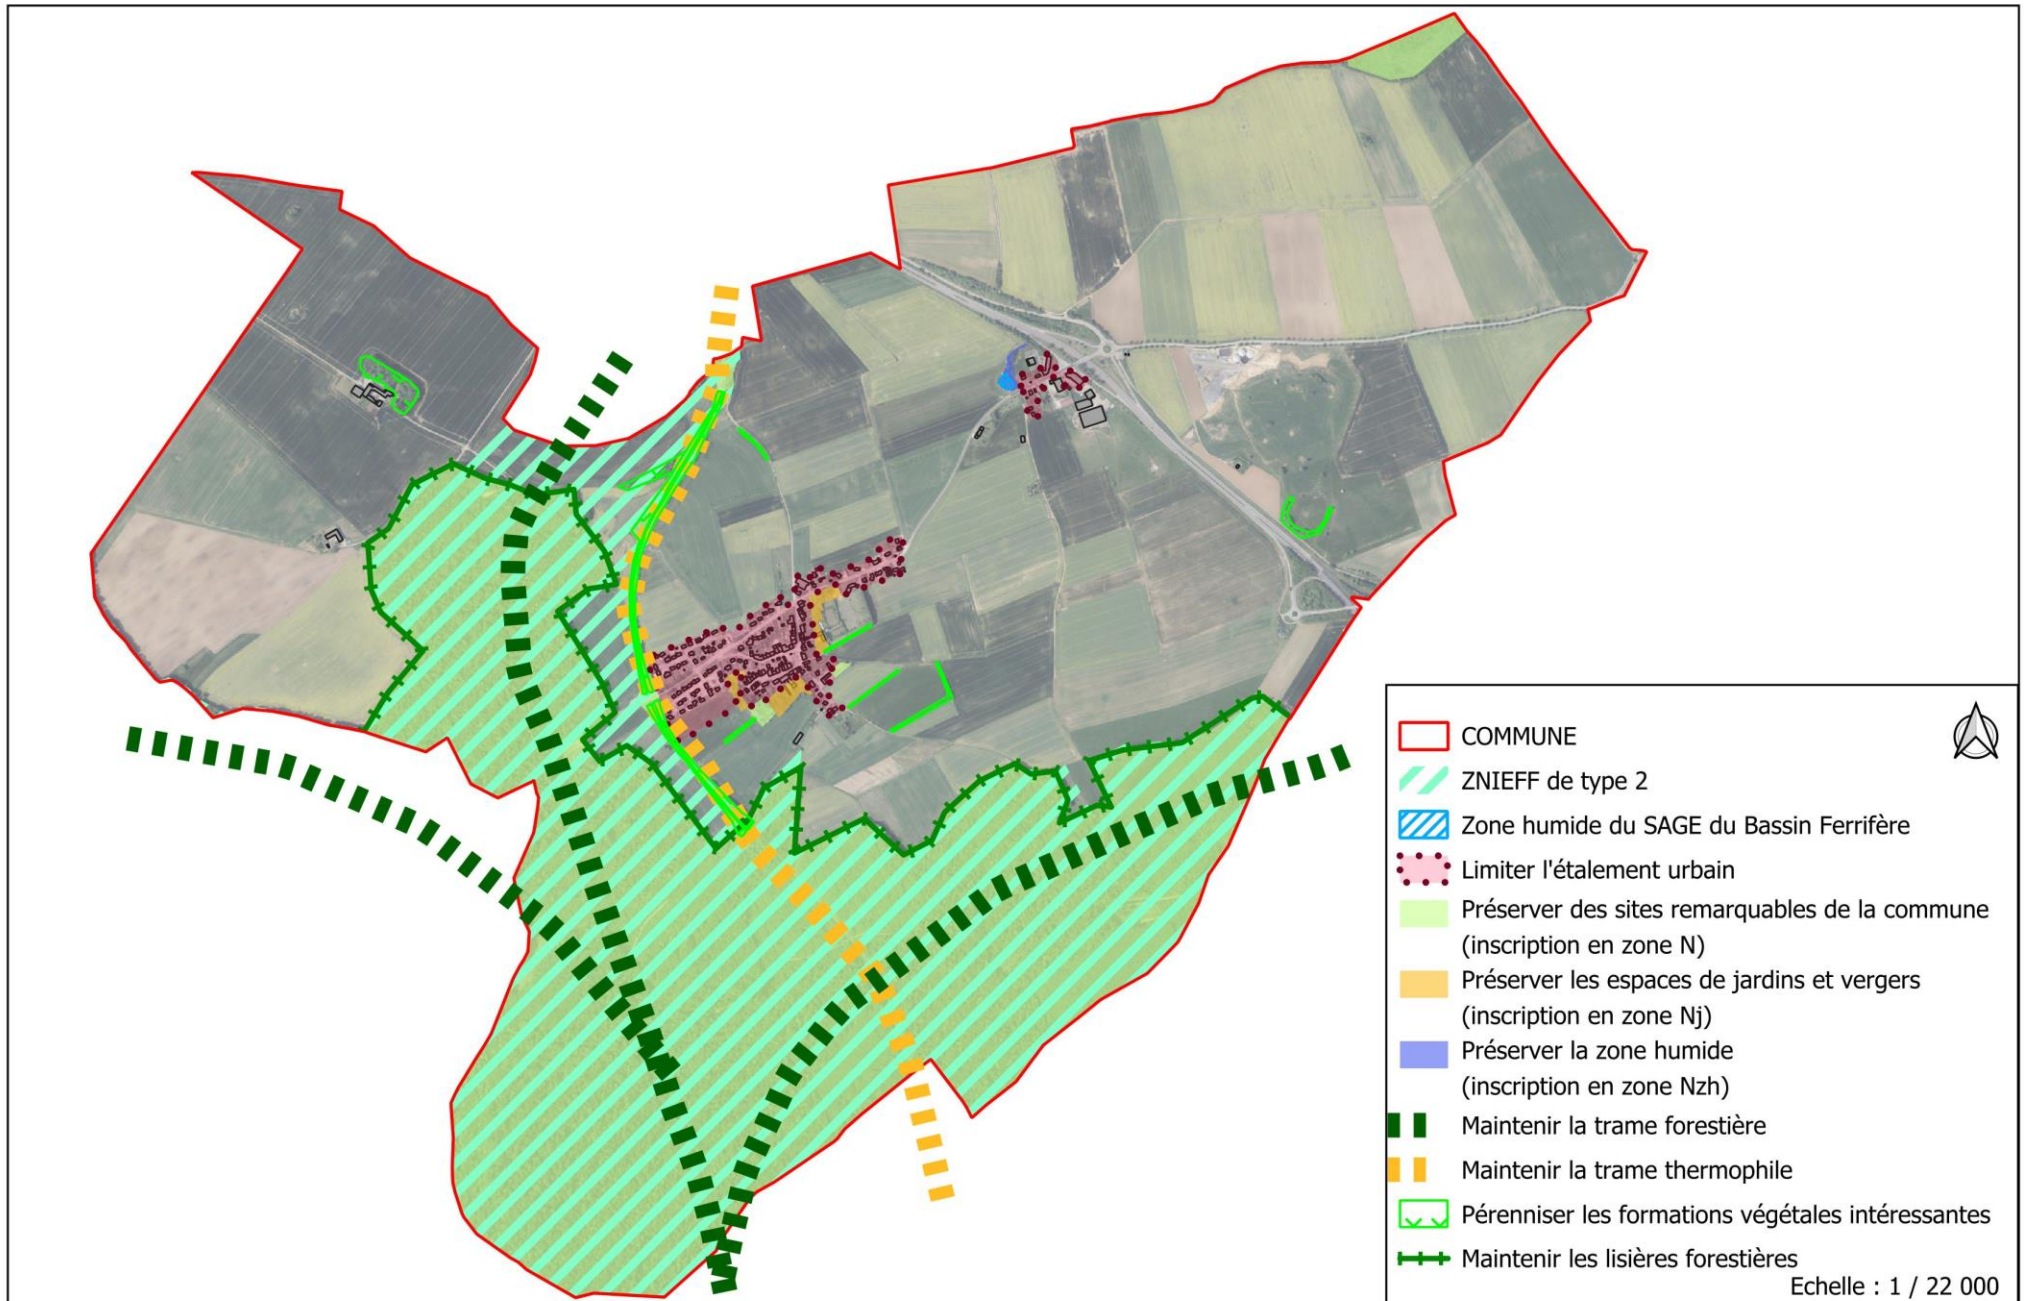 COMMUNE
ZNIEFF de type 2
Zone humide du SAGE du Bassin Ferrifère
Limiter l'étalement urbain
Préserver des sites remarquables de la commune
(inscription en zone N)
Préserver les espaces de jardins et vergers
(inscription en zone Nj)
Préserver la zone humide
(inscription en zone Nzh)
Maintenir la trame forestière
Maintenir la trame thermophile
Pérenniser les formations végétales intéressantes
Maintenir les lisières forestières
Echelle : 1 / 22 000